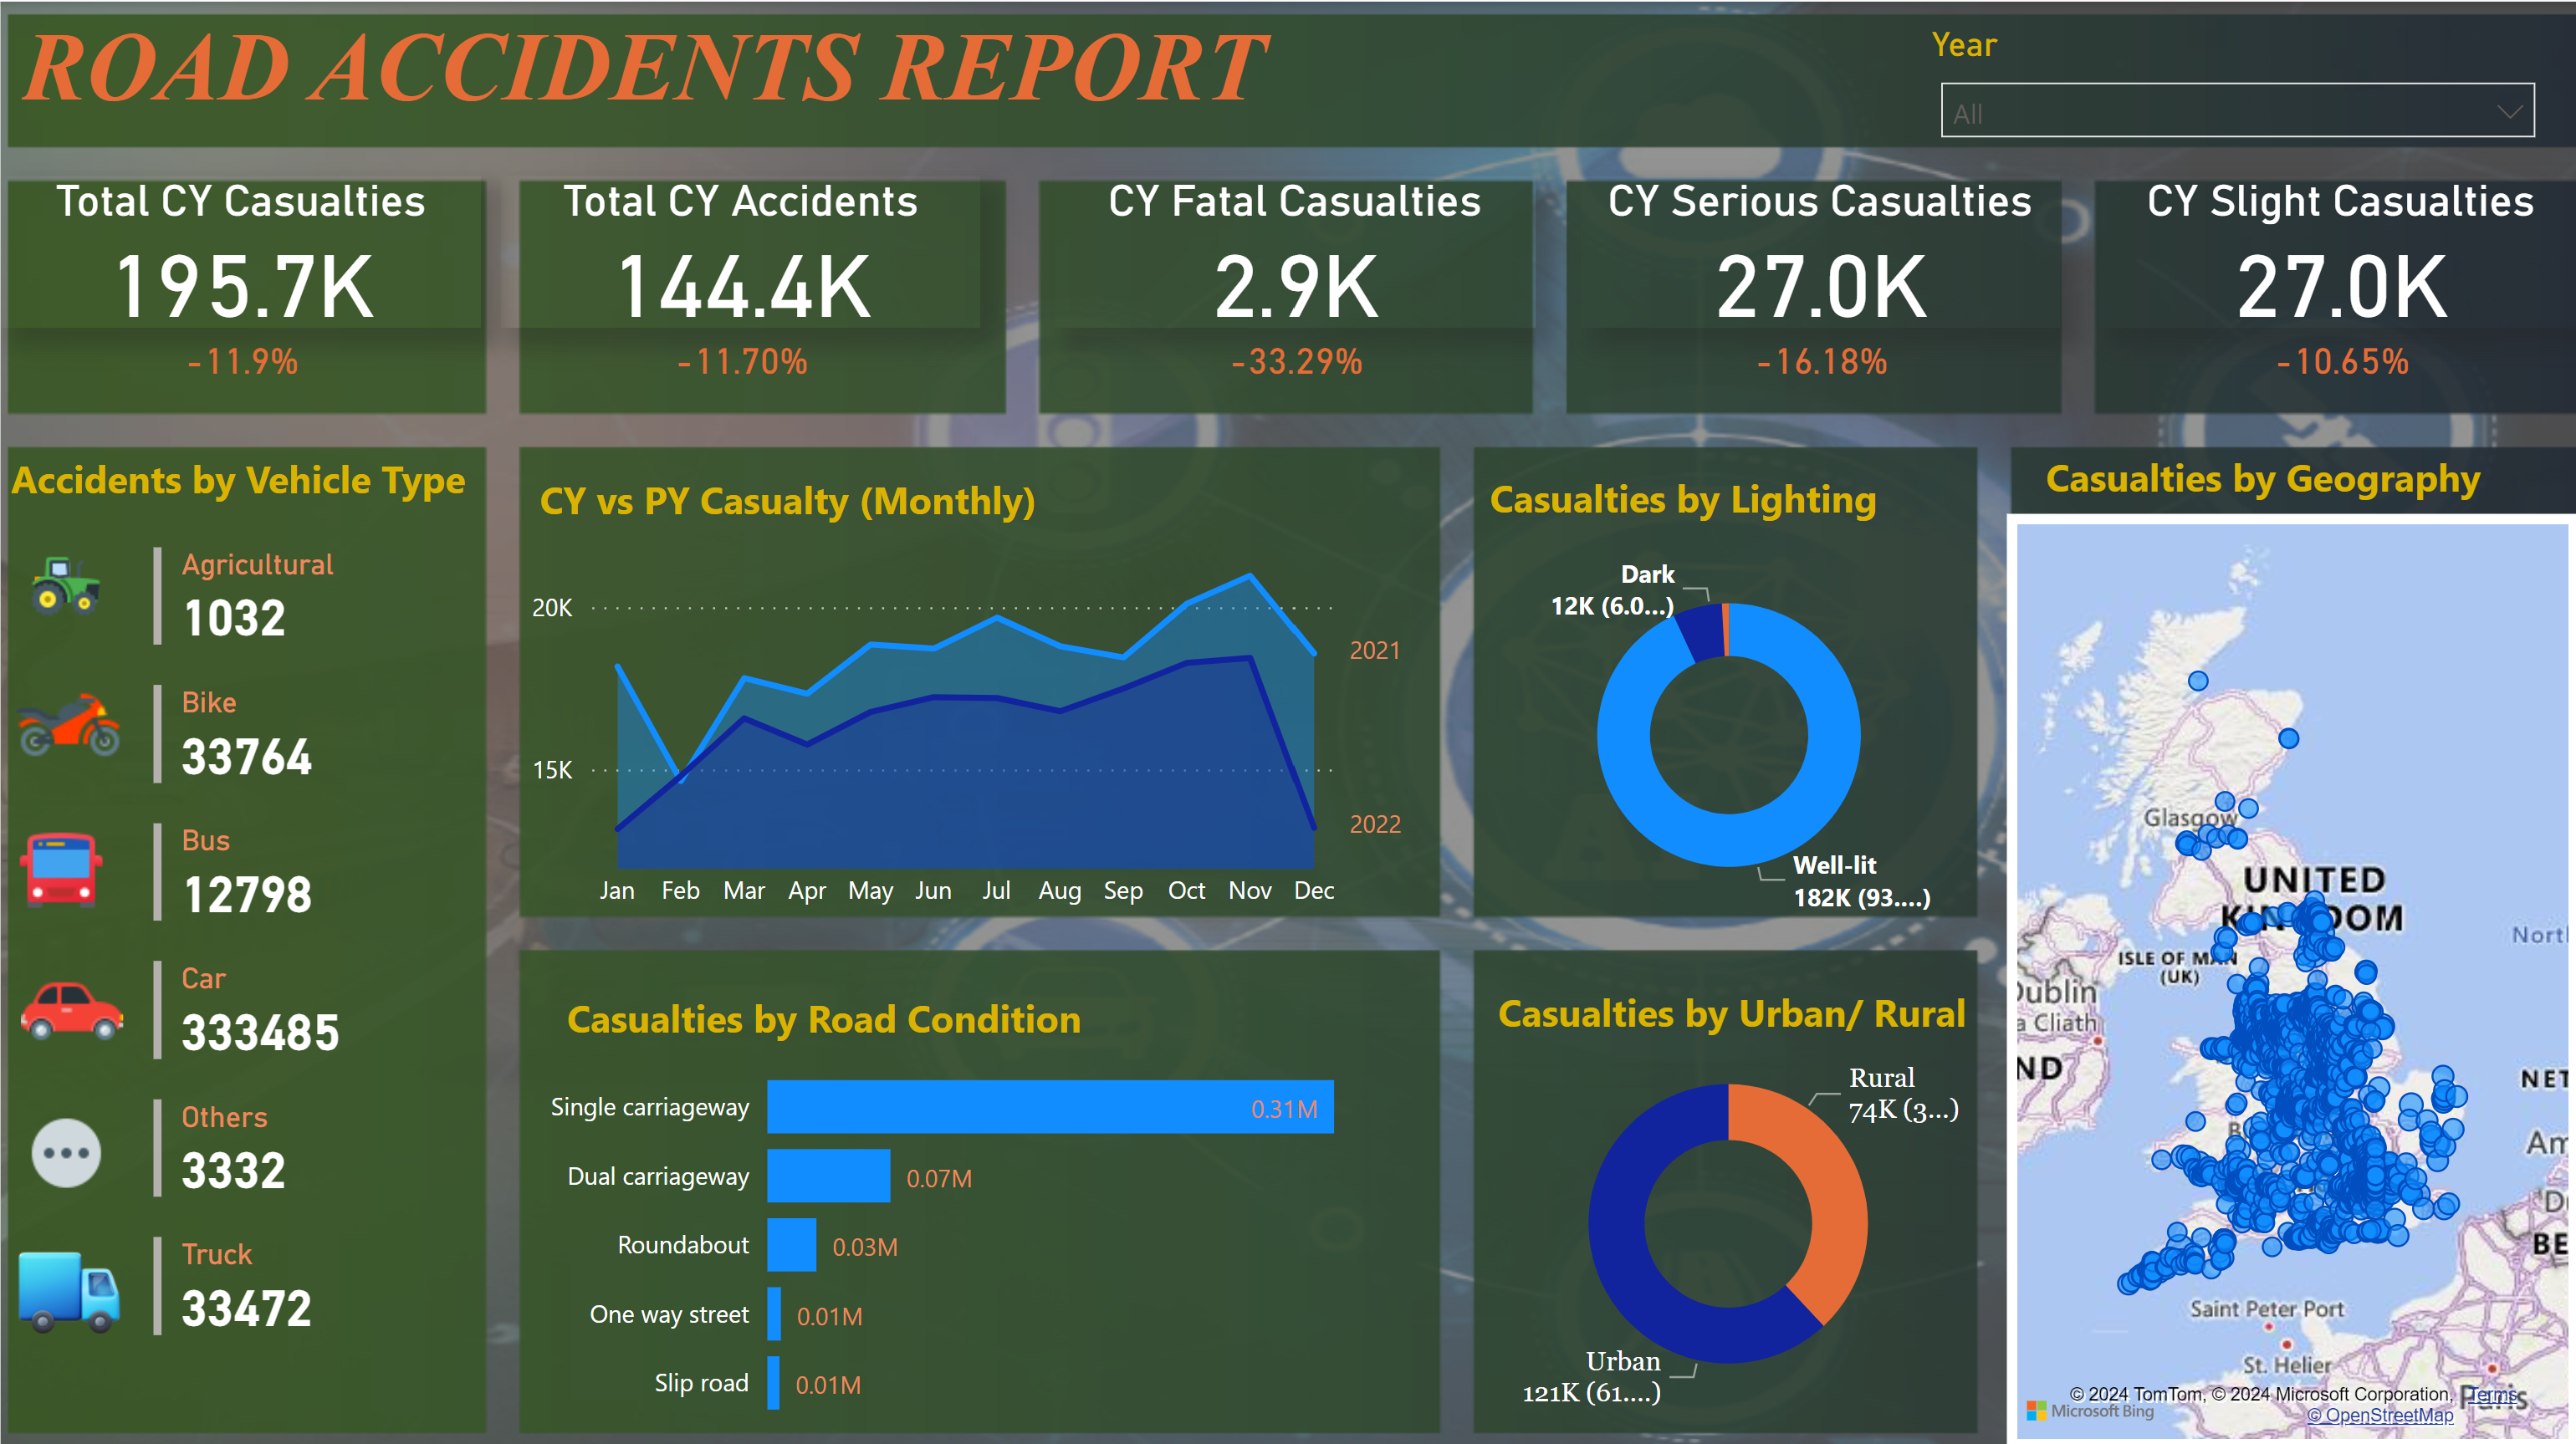 ROAD ACCIDENTS REPORT
Year
All
Total CY Casualties
195.7K
-11.9%
Total CY Accidents
144.4K
-11.70%
CY Fatal Casualties
2.9K
-33.29%
CY Serious Casualties
27.0K
-16.18%
CY Slight Casualties
27.0K
-10.65%
Accidents by Vehicle Type
Agricultural
1032
Bike
33764
Bus
12798
Car
333485
Others
3332
Truck
33472
CY vs PY Casualty (Monthly)
20K
15K
2021
2022
Jan Feb Mar Apr May Jun Jul Aug Sep Oct Nov Dec
Casualties by Road Condition
Single carriageway 0.31M
Dual carriageway 0.07M
Roundabout 0.03M
One way street 0.01M
Slip road 0.01M
Casualties by Lighting
Dark
12K (6.0...)
Well-lit
182K (93....)
Casualties by Urban/ Rural
Rural
74K (3...)
Urban
121K (61....)
Casualties by Geography
Glasgow
UNITED
KINGDOM
North
ISLE OF MAN
(UK)
Dublin
a Cliath
ND
NET
Am
BE
Saint Peter Port
St. Helier
Paris
© 2024 TomTom, © 2024 Microsoft Corporation, Terms
Microsoft Bing
© OpenStreetMap